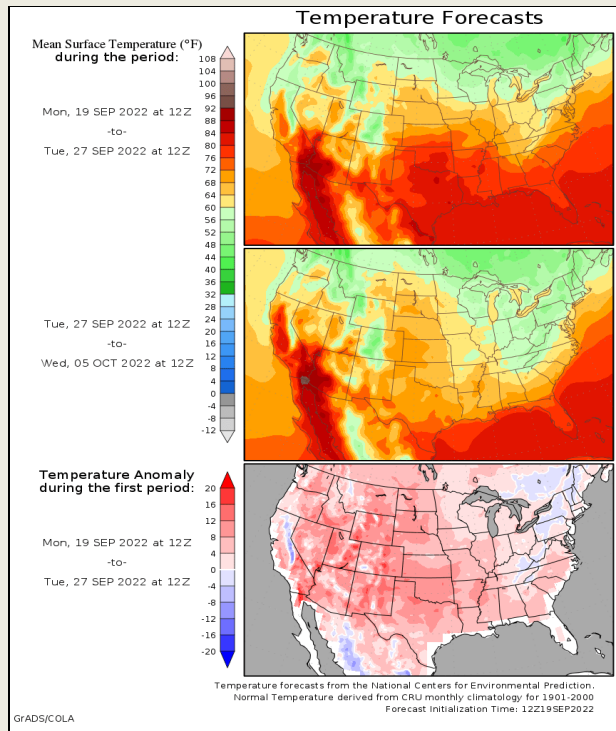 Temperature Forecasts
Mean Surface Temperature (°F)
during the period:
Mon, 19 SEP 2022 at 12Z
-to-
Tue, 27 SEP 2022 at 12Z
108
104
100
96
92
88
84
80
76
72
68
64
60
56
52
48
44
40
36
32
28
24
20
16
12
8
4
0
-4
-8
-12
Tue, 27 SEP 2022 at 12Z
-to-
Wed, 05 OCT 2022 at 12Z
Temperature Anomaly
during the first period:
Mon, 19 SEP 2022 at 12Z
-to-
Tue, 27 SEP 2022 at 12Z
20
16
12
8
4
0
-4
-8
-12
-16
-20
Temperature forecasts from the National Centers for Environmental Prediction.
Normal Temperature derived from CRU monthly climatology for 1901-2000
Forecast Initialization Time: 12Z19SEP2022
GrADS/COLA